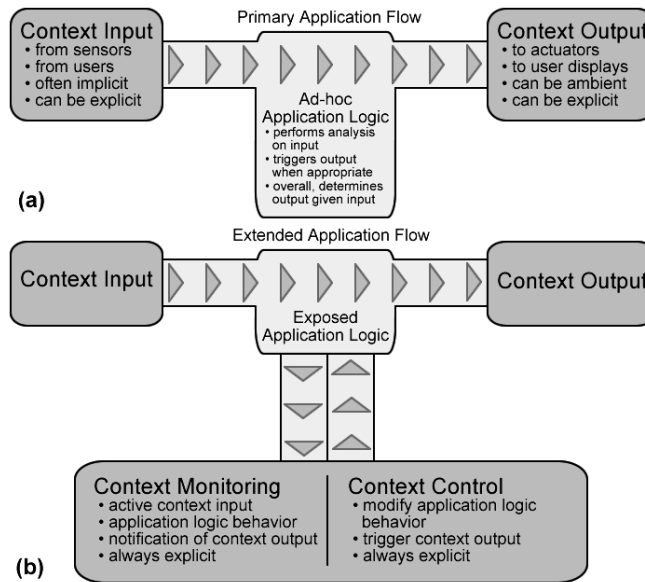 Primary Application Flow
Context Input
• from sensors
• from users
• often implicit
• can be explicit
Ad-hoc
Application Logic
• performs analysis
on input
• triggers output
when appropriate
• overall, determines
output given input
Context Output
• to actuators
• to user displays
• can be ambient
• can be explicit
(a)
Extended Application Flow
Context Input
Exposed
Application Logic
Context Output
Context Monitoring
• active context input
• application logic behavior
• notification of context output
• always explicit
Context Control
• modify application logic
behavior
• trigger context output
• always explicit
(b)